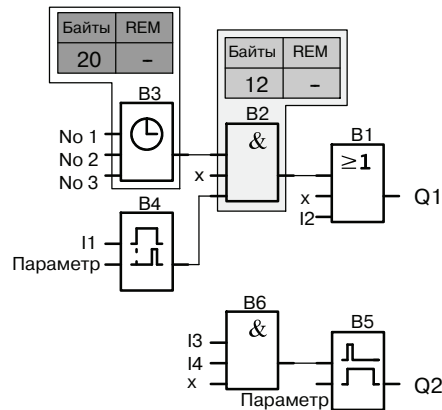 Байты REM
20 –
Байты REM
12 –
B3
No 1
No 2
No 3
B2
&
x
B1
≥1
x
I2
Q1
B4
I1
Параметр
B6
&
I3
I4
x
B5
Параметр
Q2